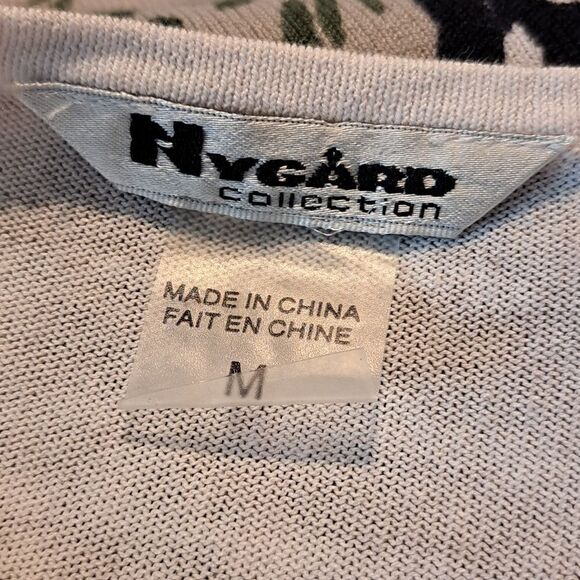 NYGÅRD
collection
MADE IN CHINA
FAIT EN CHINE
M